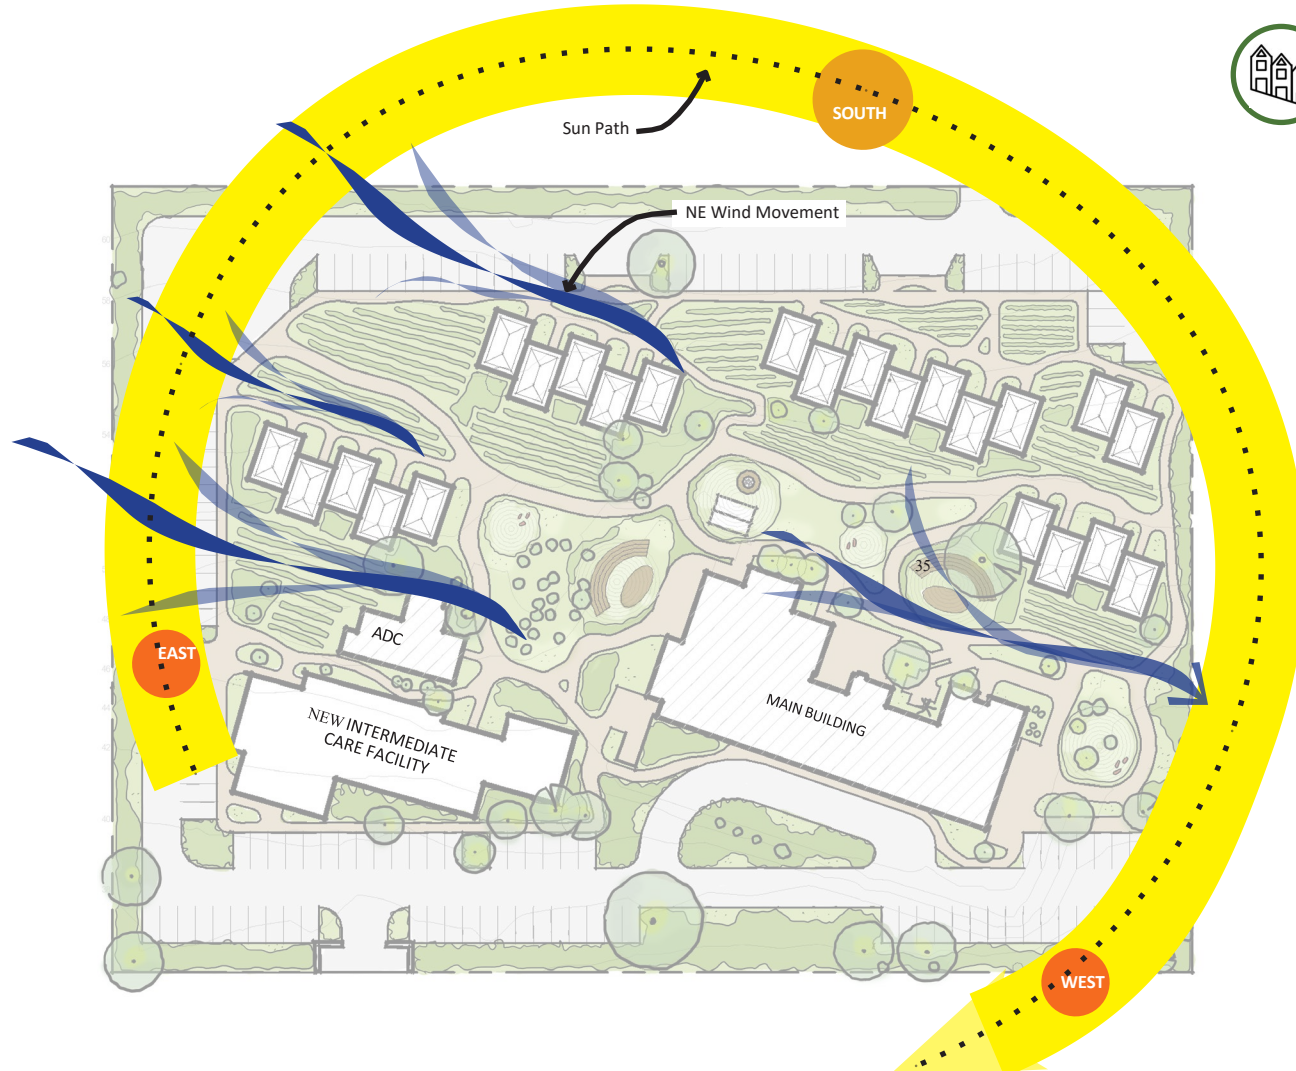 SOUTH
Sun Path
NE Wind Movement
35
ADC
EAST
MAIN BUILDING
NEW INTERMEDIATE
CARE FACILITY
WEST